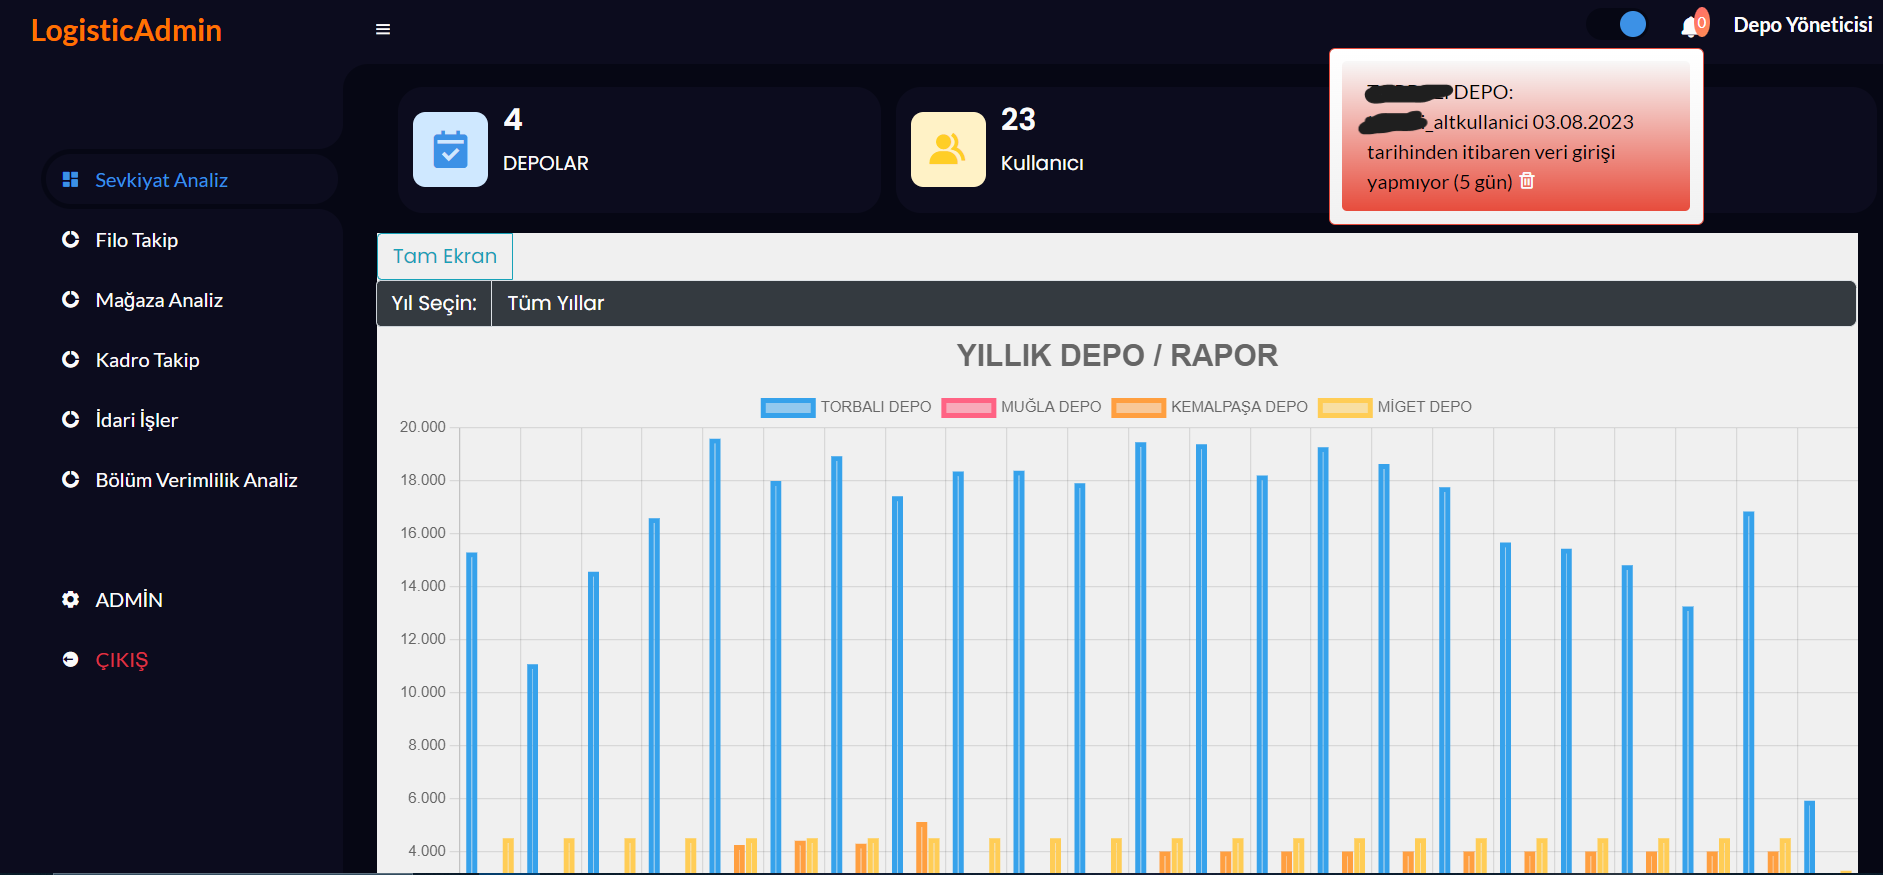 LogisticAdmin
0
Depo Yöneticisi
DEPO:
_altkullanici 03.08.2023
tarihinden itibaren veri girişi
yapmıyor (5 gün)
4
DEPOLAR
23
Kullanıcı
Sevkiyat Analiz
Filo Takip
Mağaza Analiz
Kadro Takip
İdari İşler
Bölüm Verimlilik Analiz
ADMİN
ÇIKIŞ
Tam Ekran
Yıl Seçin: Tüm Yıllar
YILLIK DEPO / RAPOR
TORBALI DEPO MUĞLA DEPO KEMALPAŞA DEPO MİGET DEPO
20.000
18.000
16.000
14.000
12.000
10.000
8.000
6.000
4.000